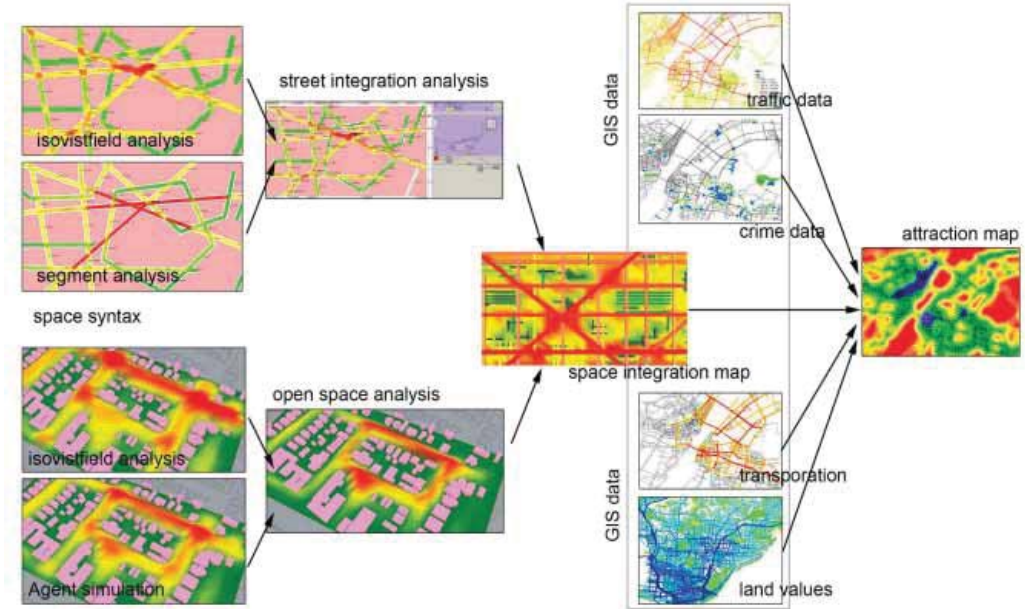 isovistfield analysis
segment analysis
space syntax
isovistfield analysis
Agent simulation
street integration analysis
open space analysis
space integration map
GIS data
traffic data
crime data
GIS data
transporation
land values
attraction map